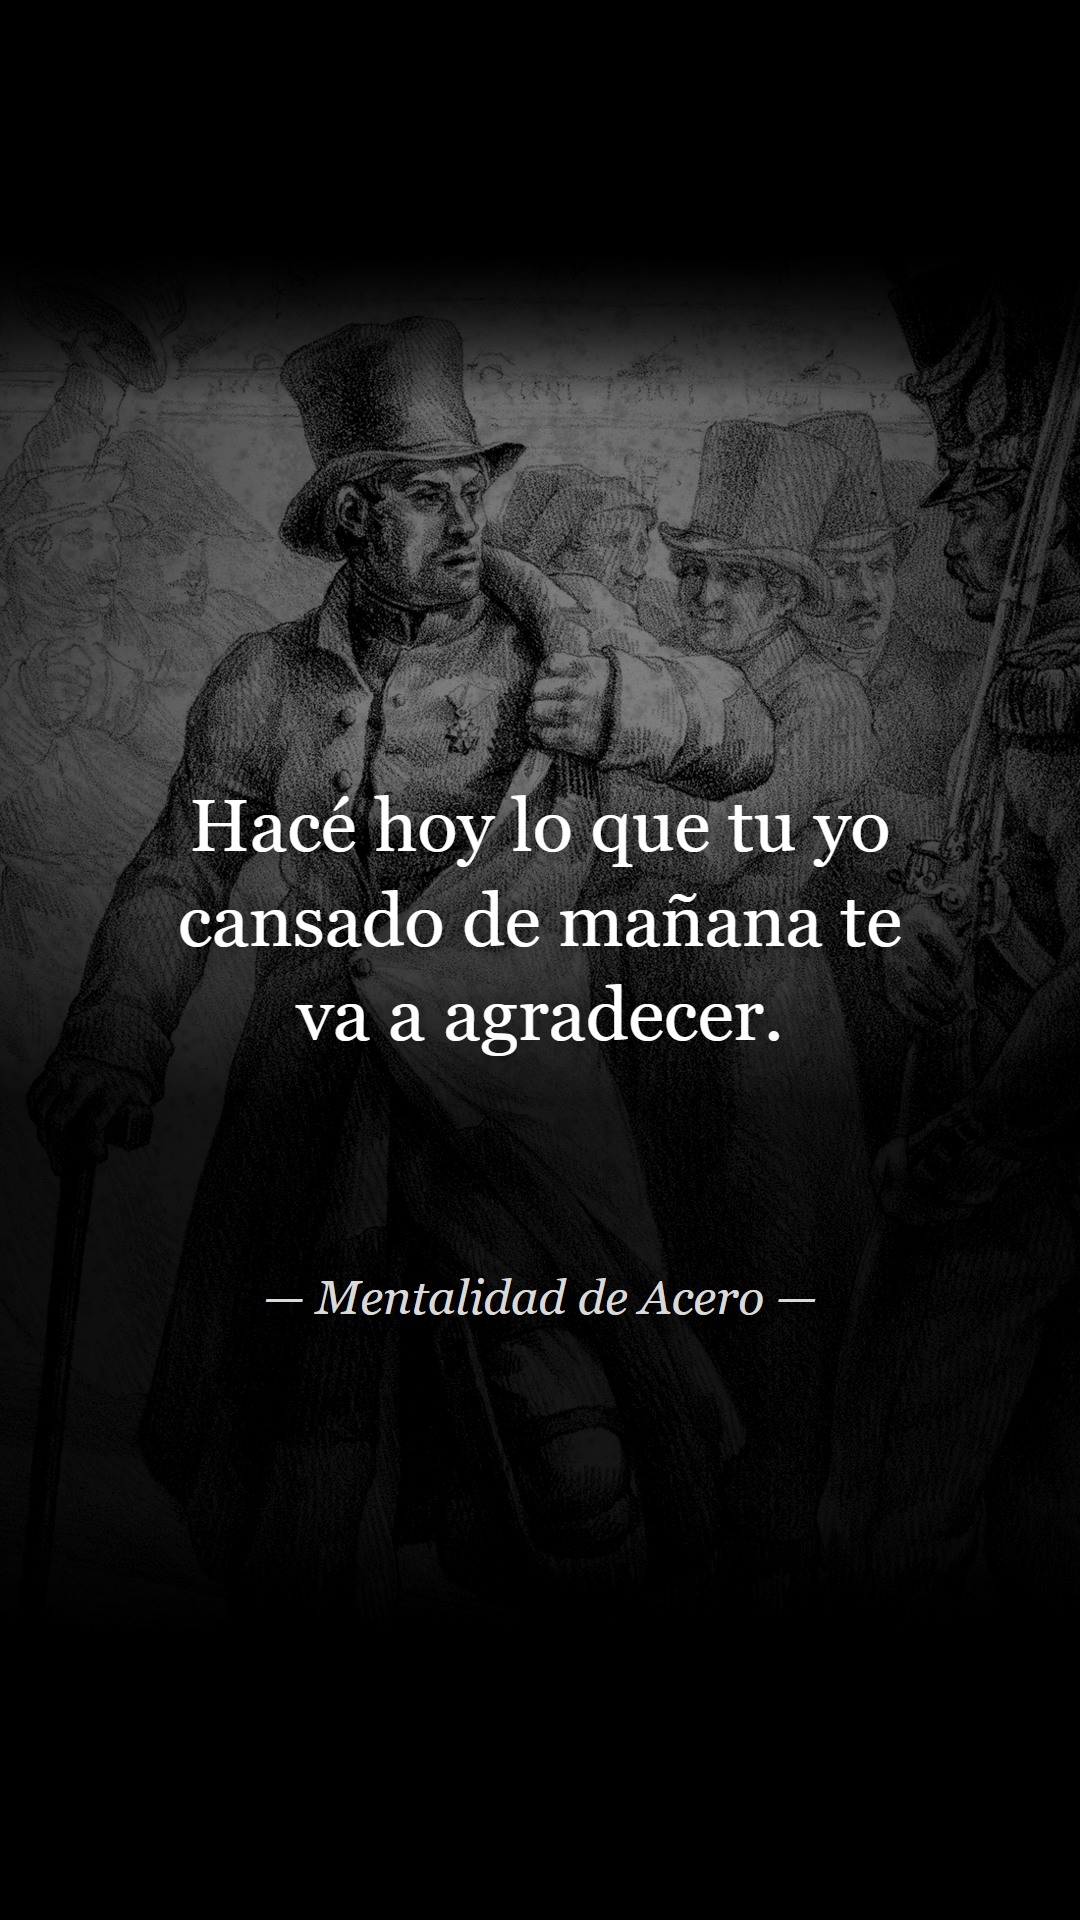 Hacé hoy lo que tu yo
cansado de mañana te
va a agradecer.
— Mentalidad de Acero —